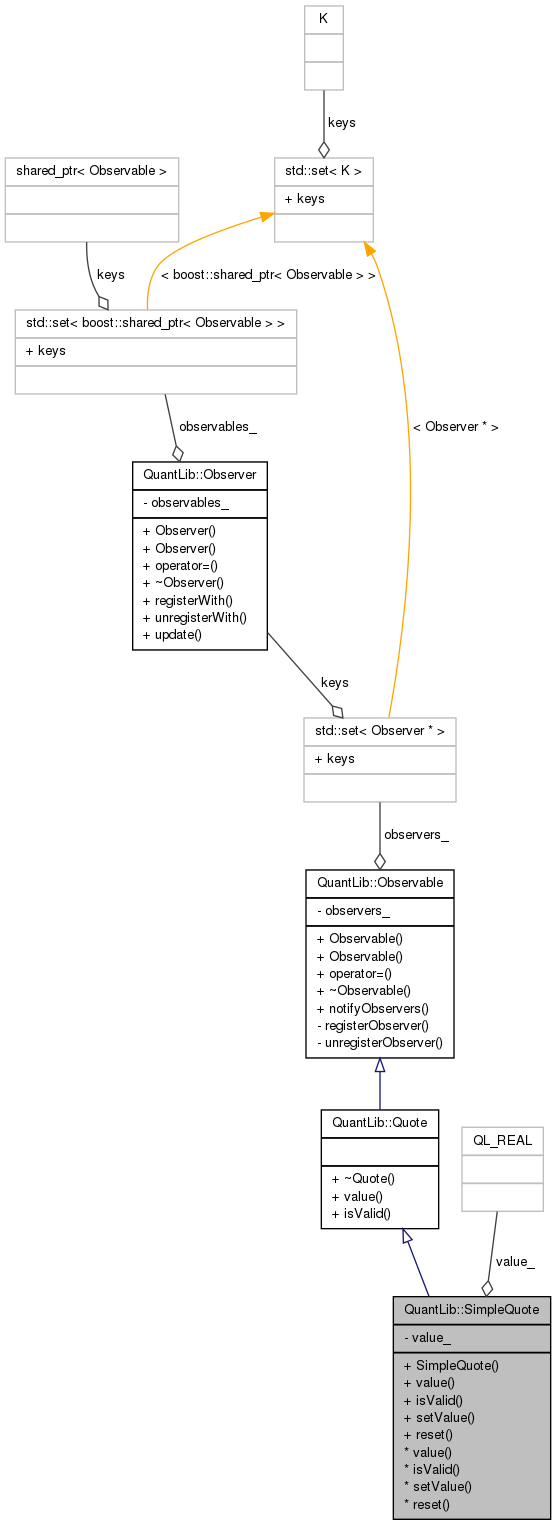 K
keys
shared_ptr< Observable >
std::set< K >
+ keys
keys
< boost::shared_ptr< Observable > >
std::set< boost::shared_ptr< Observable > >
+ keys
observables_
< Observer * >
QuantLib::Observer
- observables_
+ Observer()
+ Observer()
+ operator=()
+ ~Observer()
+ registerWith()
+ unregisterWith()
+ update()
keys
std::set< Observer * >
+ keys
observers_
QuantLib::Observable
- observers_
+ Observable()
+ Observable()
+ operator=()
+ ~Observable()
+ notifyObservers()
- registerObserver()
- unregisterObserver()
QuantLib::Quote
+ ~Quote()
+ value()
+ isValid()
QL_REAL
value_
QuantLib::SimpleQuote
- value_
+ SimpleQuote()
+ value()
+ isValid()
+ setValue()
+ reset()
* value()
* isValid()
* setValue()
* reset()